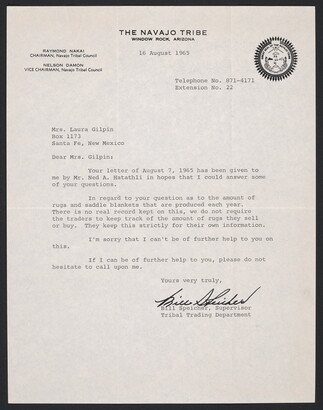 THE NAVAJO TRIBE
WINDOW ROCK, ARIZONA
RAYMOND NAKAI
CHAIRMAN, Navajo Tribal Council
NELSON DAMON
VICE CHAIRMAN, Navajo Tribal Council
16 August 1965
Telephone No. 871-4171
Extension No. 22
Mrs. Laura Gilpin
Box 1173
Santa Fe, New Mexico
Dear Mrs. Gilpin:
Your letter of August 7, 1965 has been given to
me by Mr. Ned A. Hatathli in hopes that I could answer some
of your questions.
In regard to your question as to the amount of
rugs and saddle blankets that are produced each year.
There is no real record kept on this, we do not require
the traders to keep track of the amount of rugs they sell
or buy. They keep this strictly for their own information.
I'm sorry that I can't be of further help to you on
this.
If I can be of further help to you, please do not
hesitate to call upon me.
Yours very truly,
Bill Speicher
Bill Speicher, Supervisor
Tribal Trading Department